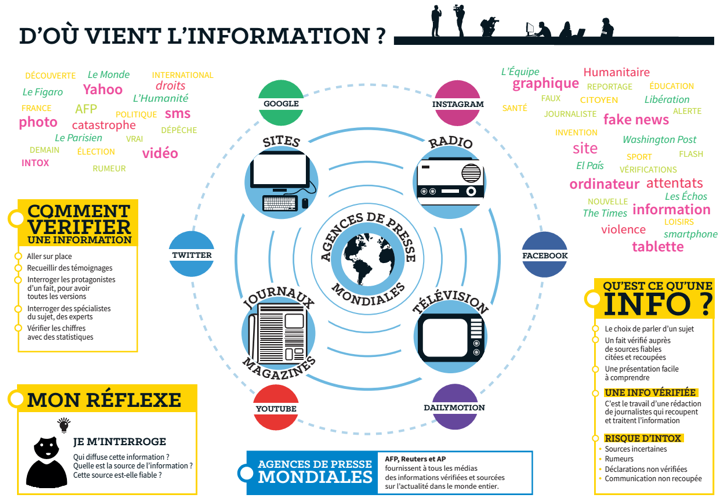 D'OÙ VIENT L'INFORMATION ?
DÉCOUVERTE
Le Monde
INTERNATIONAL
Le Figaro
Yahoo
droits
L'Humanité
FRANCE
AFP
POLITIQUE
sms
photo
catastrophe
DÉPÊCHE
Le Parisien
VRAI
DEMAIN
ÉLECTION
vidéo
INTOX
RUMEUR
L'Équipe
Humanitaire
graphique
REPORTAGE
ÉDUCATION
FAUX
CITOYEN
Libération
SANTÉ
JOURNALISTE
fake news
ALERTE
INVENTION
Washington Post
site
SPORT
FLASH
El País
VÉRIFICATIONS
ordinateur
attentats
NOUVELLE
Les Échos
The Times
information
LOISIRS
violence
smartphone
tablette
GOOGLE
INSTAGRAM
SITES
RADIO
TWITTER
AGENCES DE PRESSE
MONDIALES
FACEBOOK
JOURNAUX
MAGAZINES
TÉLÉVISION
YOUTUBE
DAILYMOTION
COMMENT
VÉRIFIER
UNE INFORMATION
Aller sur place
Recueillir des témoignages
Interroger les protagonistes
d'un fait, pour avoir
toutes les versions
Interroger des spécialistes
du sujet, des experts
Vérifier les chiffres
avec des statistiques
MON RÉFLEXE
JE M'INTERROGE
Qui diffuse cette information ?
Quelle est la source de l'information ?
Cette source est-elle fiable ?
AGENCES DE PRESSE
MONDIALES
AFP, Reuters et AP
fournissent à tous les médias
des informations vérifiées et sourcées
sur l'actualité dans le monde entier.
QU'EST CE QU'UNE
INFO ?
Le choix de parler d'un sujet
Un fait vérifié auprès
de sources fiables
citées et recoupées
Une présentation facile
à comprendre
UNE INFO VÉRIFIÉE
C'est le travail d'une rédaction
de journalistes qui recoupent
et traitent l'information
RISQUE D'INTOX
• Sources incertaines
• Rumeurs
• Déclarations non vérifiées
• Communication non recoupée